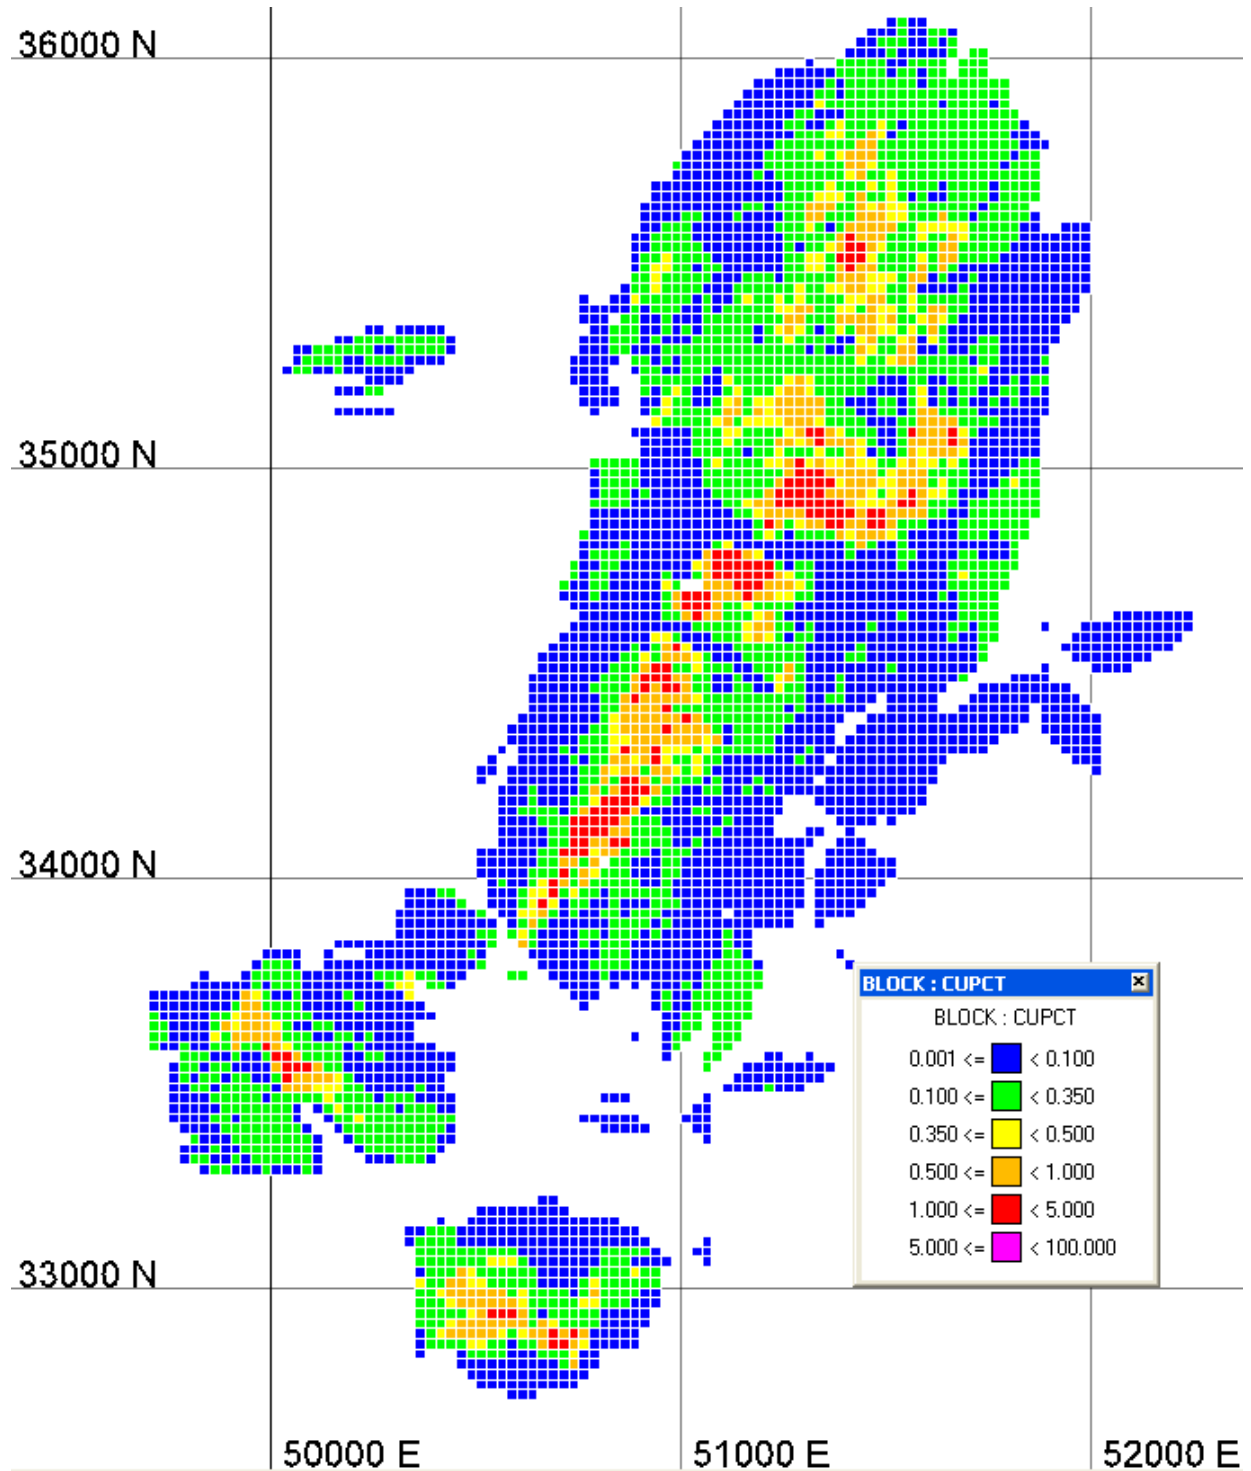 36000 N
35000 N
34000 N
33000 N
50000 E
51000 E
52000 E
BLOCK : CUPCT
BLOCK : CUPCT
0.001 <= < 0.100
0.100 <= < 0.350
0.350 <= < 0.500
0.500 <= < 1.000
1.000 <= < 5.000
5.000 <= < 100.000